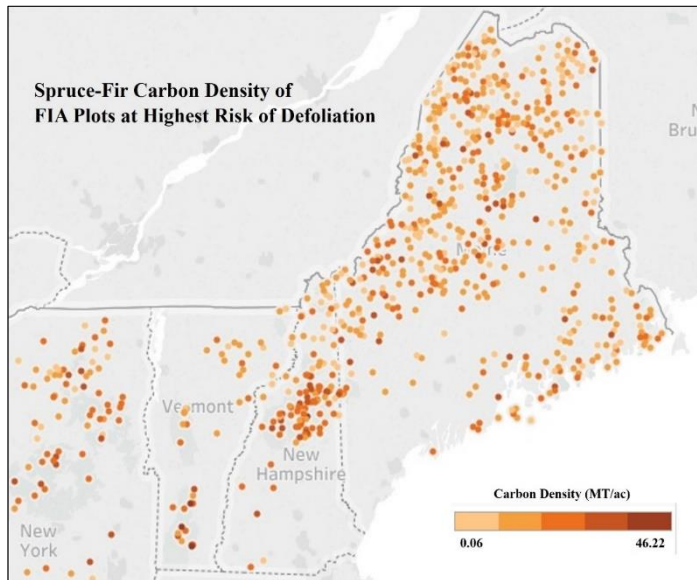 Spruce-Fir Carbon Density of
FIA Plots at Highest Risk of Defoliation
N
Bru
Maine
Vermont
New
Hampshire
New
York
Carbon Density (MT/ac)
0.06 46.22